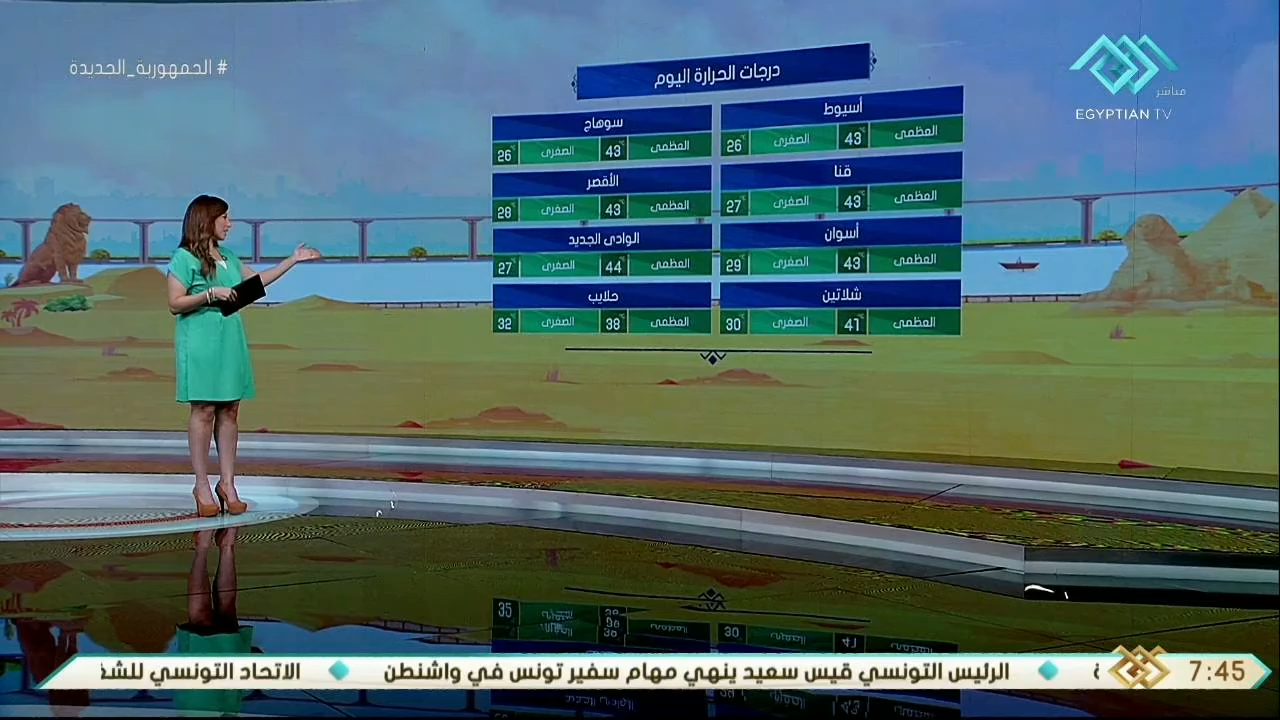 # الجمهورية_الجديدة
مباشر
EGYPTIAN TV
درجات الحرارة اليوم
أسيوط
العظمى 43°c الصغرى 26°c
سوهاج
العظمى 43°c الصغرى 26°c
قنا
العظمى 43°c الصغرى 27°c
الأقصر
العظمى 43°c الصغرى 28°c
أسوان
العظمى 43°c الصغرى 29°c
الوادى الجديد
العظمى 44°c الصغرى 27°c
شلاتين
العظمى 41°c الصغرى 30°c
حلايب
العظمى 38°c الصغرى 32°c
7:45
الرئيس التونسي قيس سعيد ينهي مهام سفير تونس في واشنطن
الاتحاد التونسي للشغ